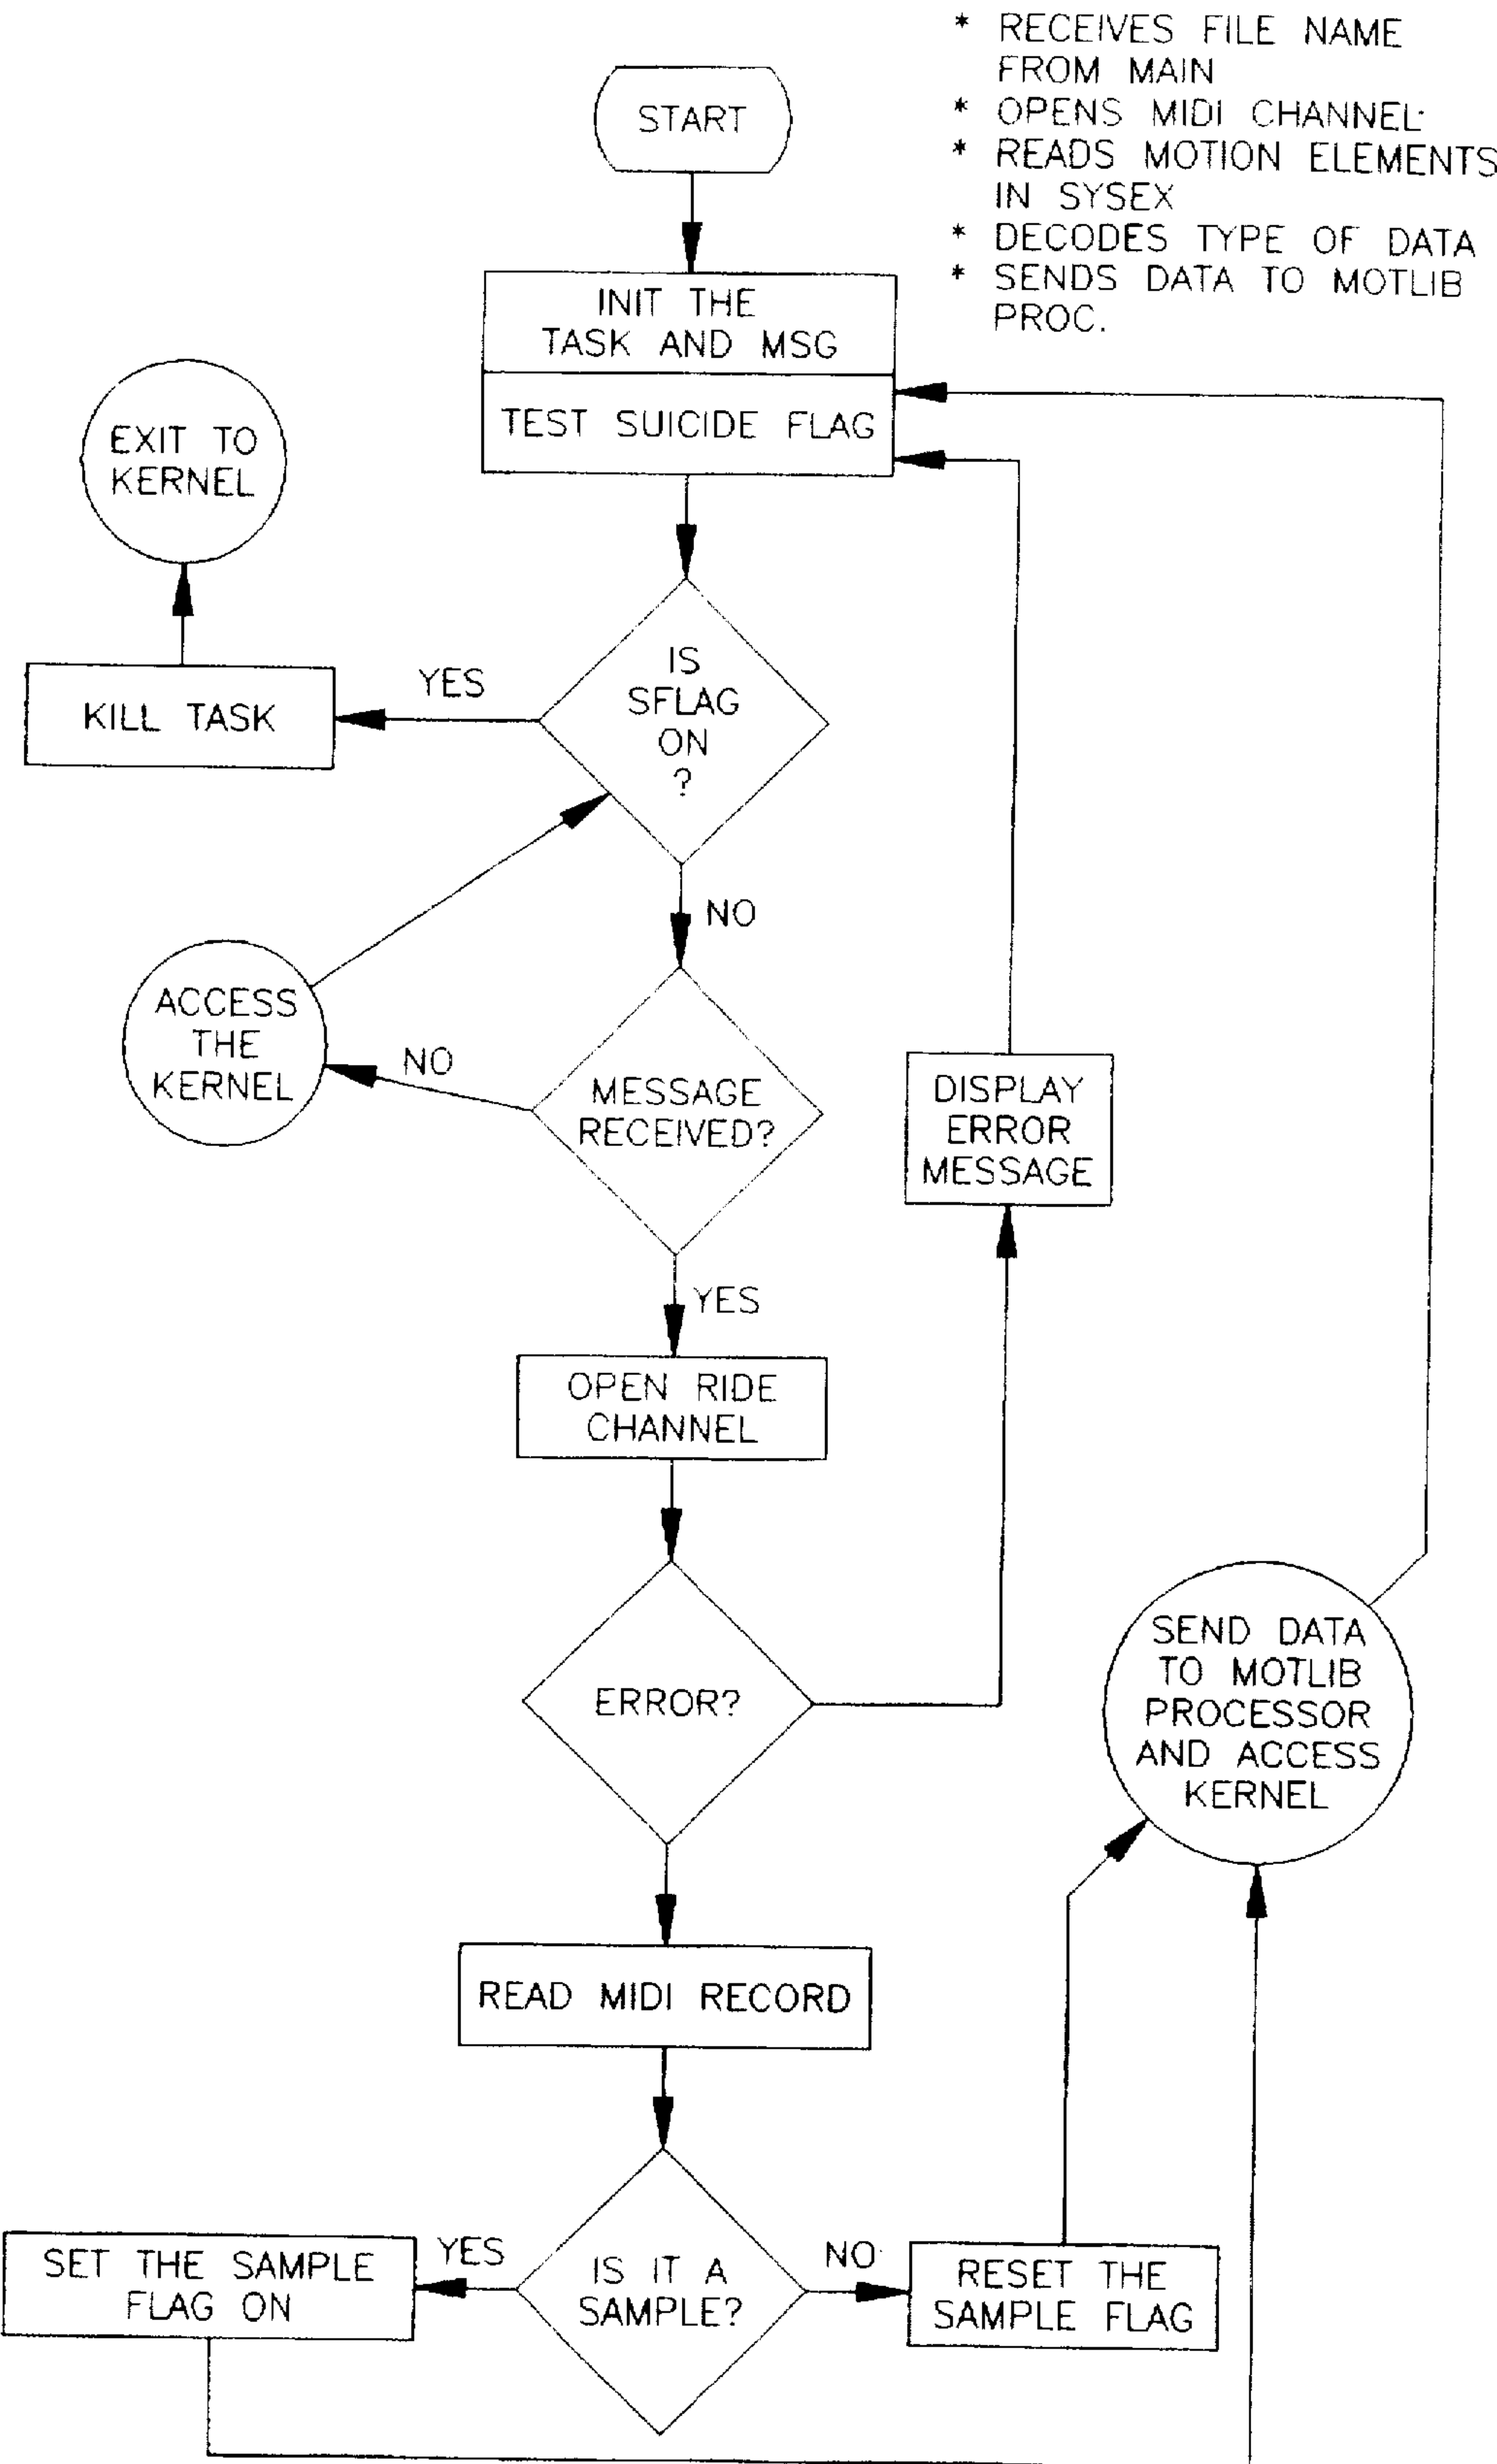 * RECEIVES FILE NAME
FROM MAIN
* OPENS MIDI CHANNEL
* READS MOTION ELEMENTS
IN SYSEX
* DECODES TYPE OF DATA
* SENDS DATA TO MOTLIB
PROC.
START
INIT THE
TASK AND MSG
TEST SUICIDE FLAG
EXIT TO
KERNEL
KILL TASK
YES
IS
SFLAG
ON
?
NO
ACCESS
THE
KERNEL
NO
MESSAGE
RECEIVED?
DISPLAY
ERROR
MESSAGE
YES
OPEN RIDE
CHANNEL
ERROR?
SEND DATA
TO MOTLIB
PROCESSOR
AND ACCESS
KERNEL
READ MIDI RECORD
SET THE SAMPLE
FLAG ON
YES
IS IT A
SAMPLE?
NO
RESET THE
SAMPLE FLAG